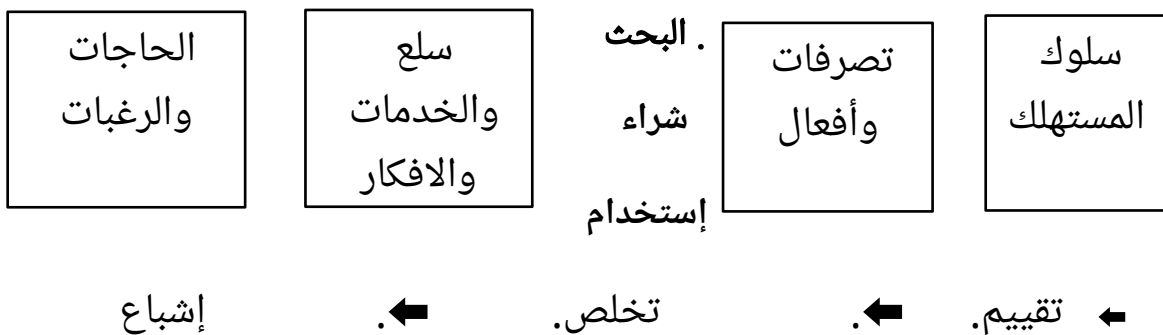 سلوك
المستهلك
تصرفات
وأفعال
. البحث
شراء
إستخدام
سلع
والخدمات
والافكار
الحاجات
والرغبات
تقييم. تخلص. . إشباع